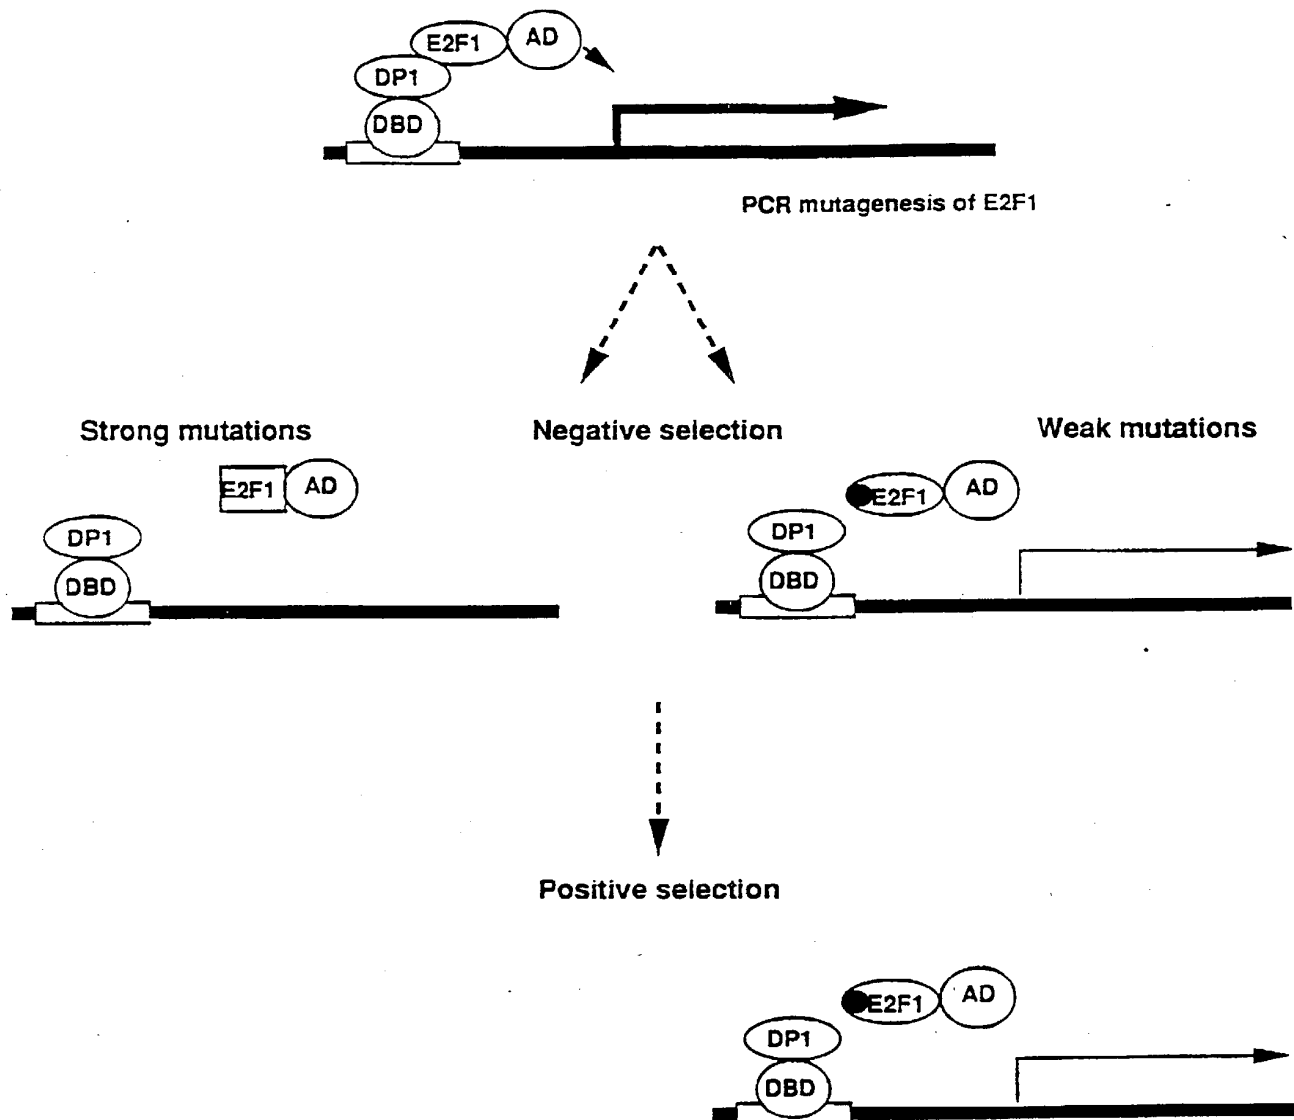 E2F1
AD
DP1
DBD
PCR mutagenesis of E2F1
Strong mutations
Negative selection
Weak mutations
E2F1
AD
DP1
DBD
E2F1
AD
DP1
DBD
Positive selection
E2F1
AD
DP1
DBD